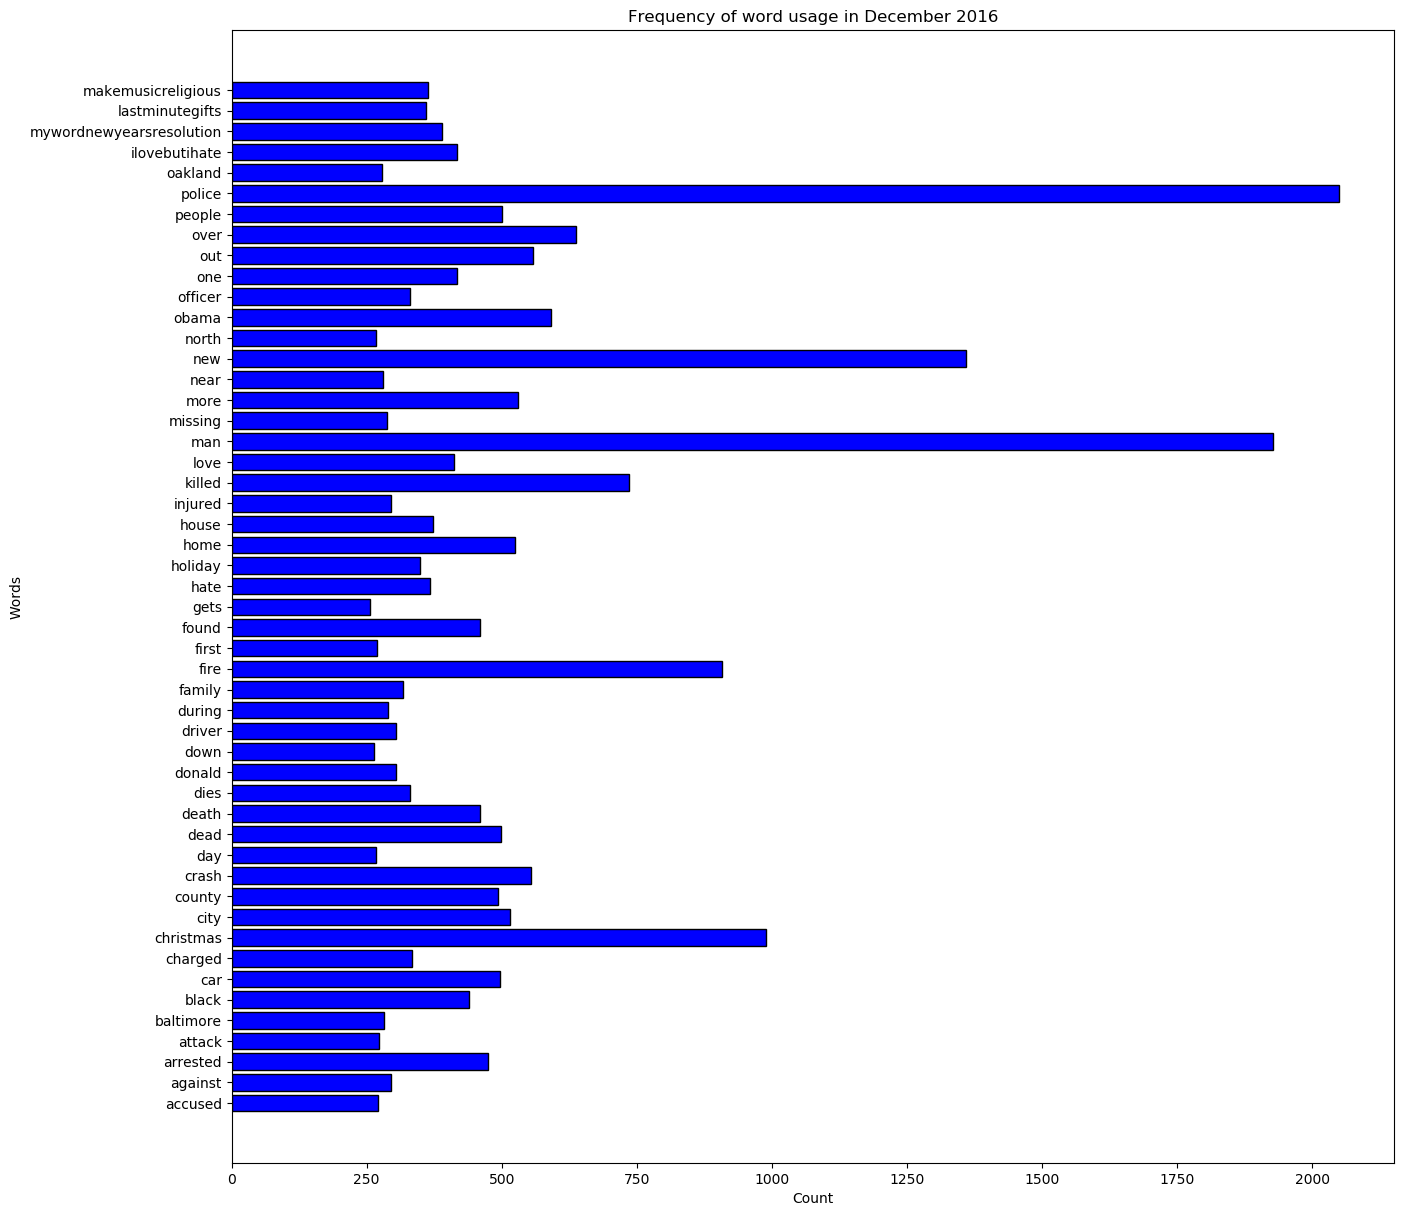 Frequency of word usage in December 2016
makemusicreligious
lastminutegifts
mywordnewyearsresolution
ilovebutihate
oakland
police
people
over
out
one
officer
obama
north
new
near
more
missing
man
love
killed
injured
house
home
holiday
hate
gets
found
first
fire
family
during
driver
down
donald
dies
death
dead
day
crash
county
city
christmas
charged
car
black
baltimore
attack
arrested
against
accused
Words
0 250 500 750 1000 1250 1500 1750 2000
Count